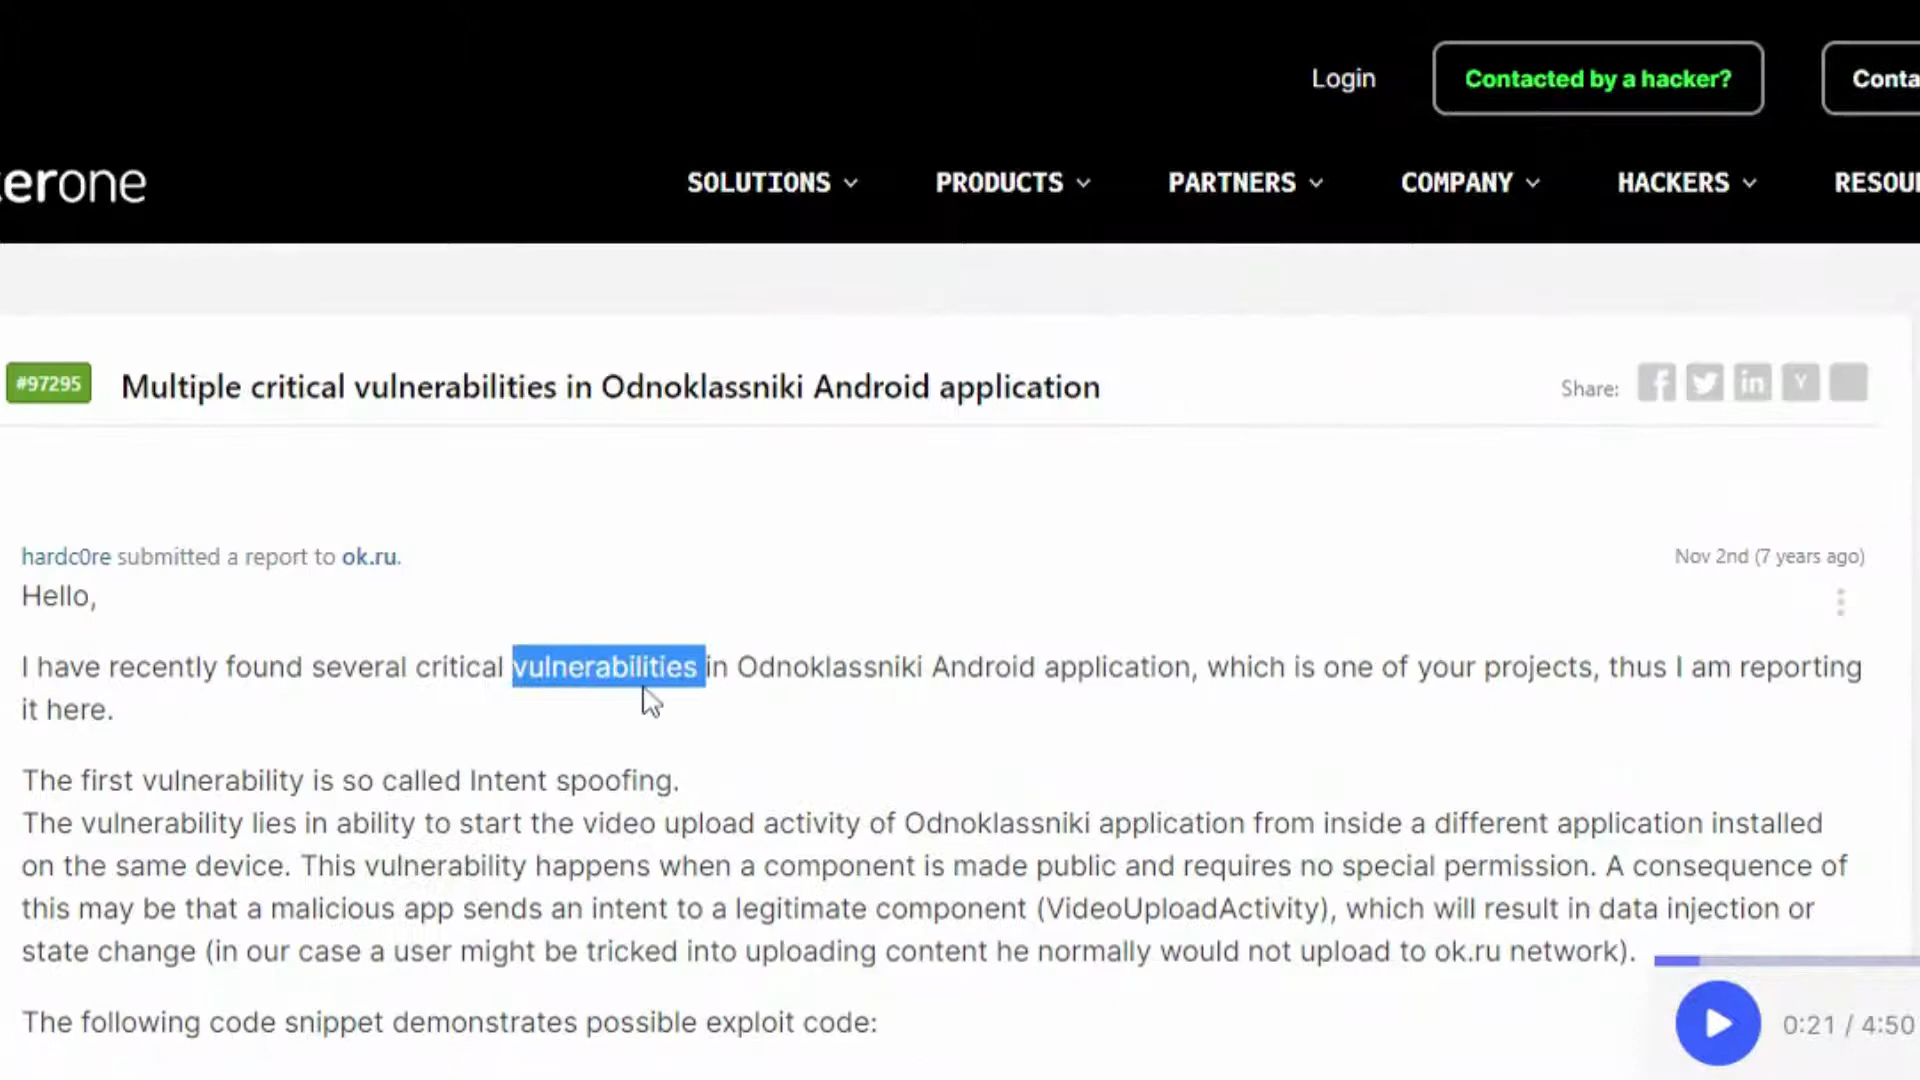 Login
Contacted by a hacker?
Conta
kerone
SOLUTIONS
PRODUCTS
PARTNERS
COMPANY
HACKERS
RESOU
#97295
Multiple critical vulnerabilities in Odnoklassniki Android application
Share:
hardc0re submitted a report to ok.ru.
Nov 2nd (7 years ago)
Hello,
I have recently found several critical vulnerabilities in Odnoklassniki Android application, which is one of your projects, thus I am reporting
it here.
The first vulnerability is so called Intent spoofing.
The vulnerability lies in ability to start the video upload activity of Odnoklassniki application from inside a different application installed
on the same device. This vulnerability happens when a component is made public and requires no special permission. A consequence of
this may be that a malicious app sends an intent to a legitimate component (VideoUploadActivity), which will result in data injection or
state change (in our case a user might be tricked into uploading content he normally would not upload to ok.ru network).
The following code snippet demonstrates possible exploit code:
0:21 / 4:50